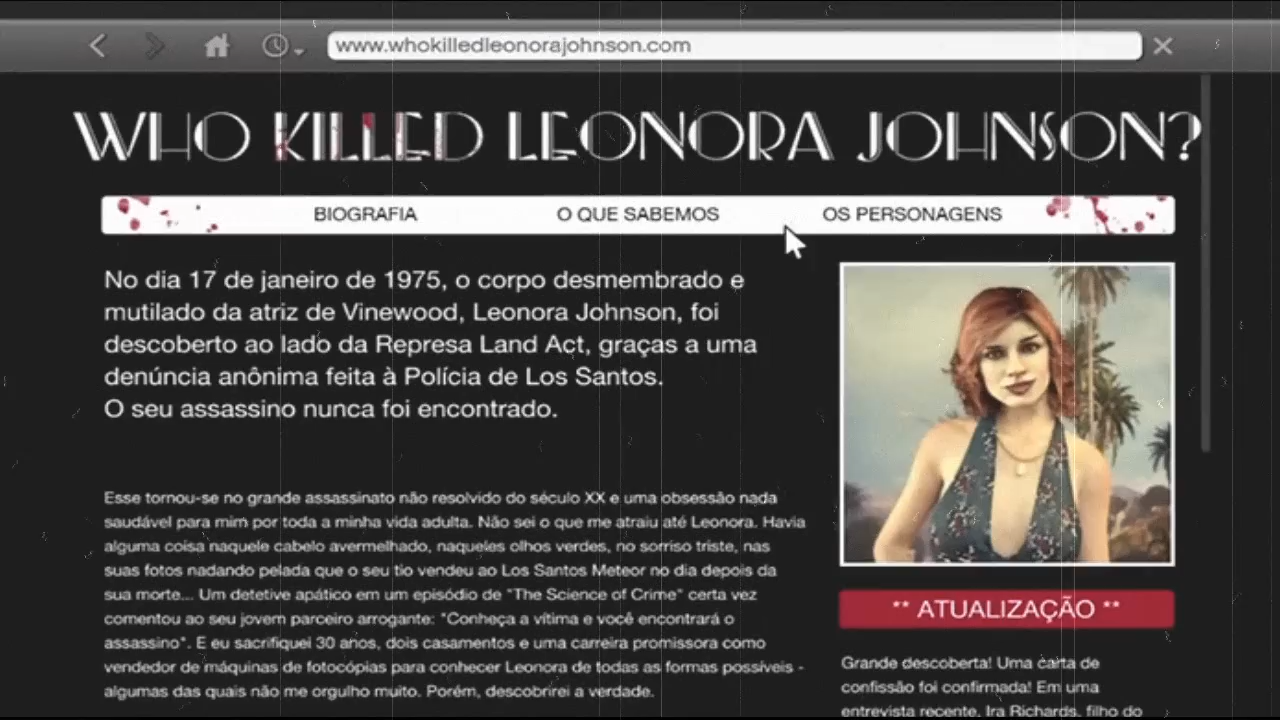 www.whokilledleonorajohnson.com
WHO KILLED LEONORA JOHNSON?
BIOGRAFIA O QUE SABEMOS OS PERSONAGENS
No dia 17 de janeiro de 1975, o corpo desmembrado e
mutilado da atriz de Vinewood, Leonora Johnson, foi
descoberto ao lado da Represa Land Act, graças a uma
denúncia anônima feita à Polícia de Los Santos.
O seu assassino nunca foi encontrado.
Esse tornou-se no grande assassinato não resolvido do século XX e uma obsessão nada
saudável para mim por toda a minha vida adulta. Não sei o que me atraiu até Leonora. Havia
alguma coisa naquele cabelo avermelhado, naqueles olhos verdes, no sorriso triste, nas
suas fotos nadando pelada que o seu tio vendeu ao Los Santos Meteor no dia depois da
sua morte... Um detetive apático em um episódio de "The Science of Crime" certa vez
comentou ao seu jovem parceiro arrogante: "Conheça a vítima e você encontrará o
assassino". E eu sacrifiquei 30 anos, dois casamentos e uma carreira promissora como
vendedor de máquinas de fotocópias para conhecer Leonora de todas as formas possíveis -
algumas das quais não me orgulho muito. Porém, descobrirei a verdade.
** ATUALIZAÇÃO **
Grande descoberta! Uma carta de
confissão foi confirmada! Em uma
entrevista recente, Ira Richards, filho do